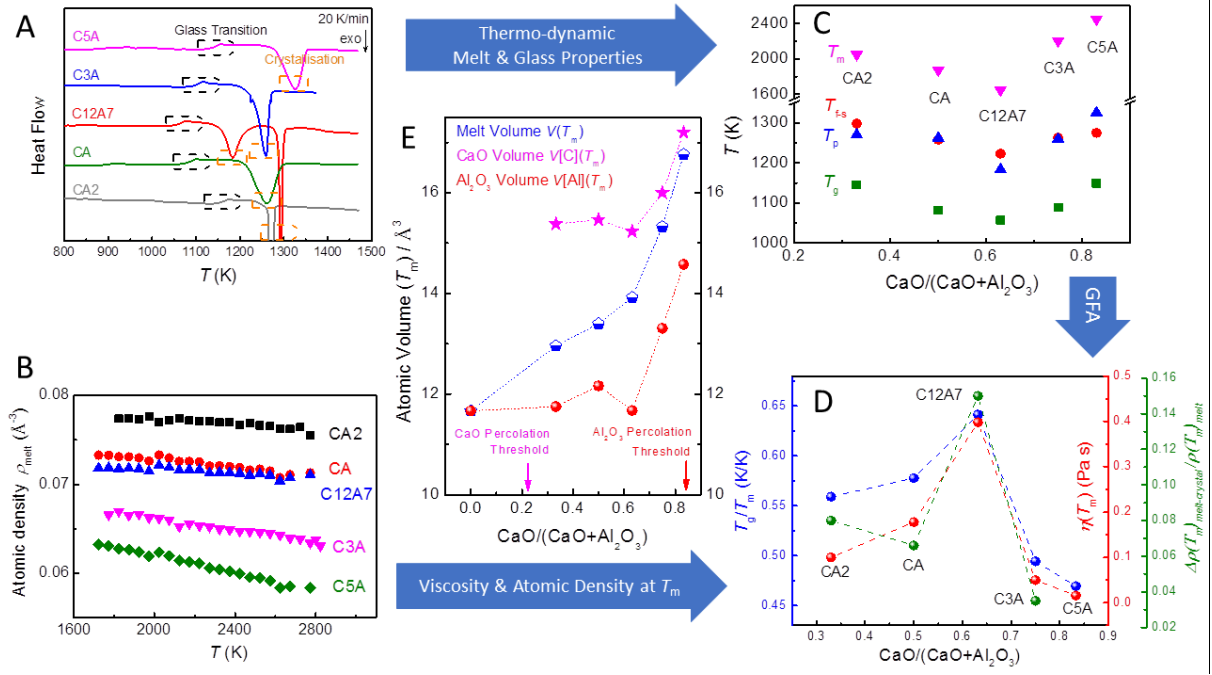 A
20 K/min
exo
Glass Transition
C5A
Crystalisation
C3A
C12A7
CA
CA2
Heat Flow
800 900 1000 1100 1200 1300 1400 1500
T (K)
Thermo-dynamic
Melt & Glass Properties
C
2400
2000
1600
1300
1200
1100
1000
T (K)
Tm
Tf-s
Tp
Tg
CA2
CA
C12A7
C3A
C5A
0.2 0.4 0.6 0.8
CaO/(CaO+Al2O3)
GFA
E
Melt Volume V(Tm)
CaO Volume V[C](Tm)
Al2O3 Volume V[Al](Tm)
Atomic Volume (Tm) / Å3
16
14
12
10
16
14
12
10
CaO Percolation
Threshold
Al2O3 Percolation
Threshold
0.0 0.2 0.4 0.6 0.8
CaO/(CaO+Al2O3)
B
0.08
0.07
0.06
Atomic density ρmelt (Å-3)
CA2
CA
C12A7
C3A
C5A
1600 2000 2400 2800
T (K)
Viscosity & Atomic Density at Tm
D
C12A7
CA2
CA
C3A
C5A
0.65
0.60
0.55
0.50
0.45
Tg/Tm (K/K)
0.5
0.4
0.3
0.2
0.1
0.0
η(Tm) (Pa s)
0.16
0.14
0.12
0.10
0.08
0.06
0.04
0.02
Δρ(Tm)melt-crystal/ρ(Tm)melt
0.3 0.4 0.5 0.6 0.7 0.8 0.9
CaO/(CaO+Al2O3)